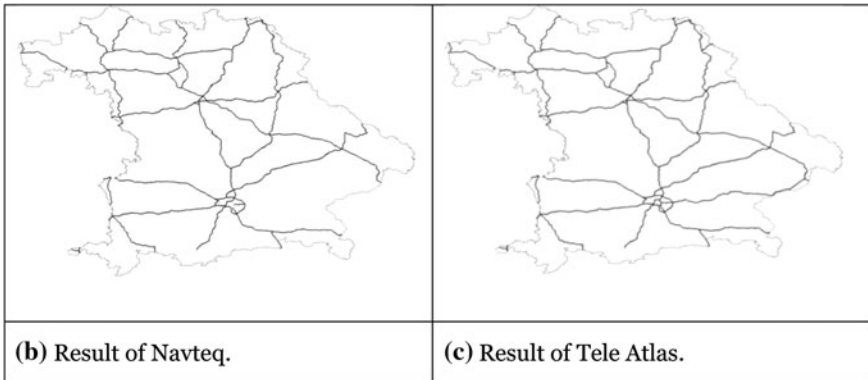 (b) Result of Navteq.
(c) Result of Tele Atlas.